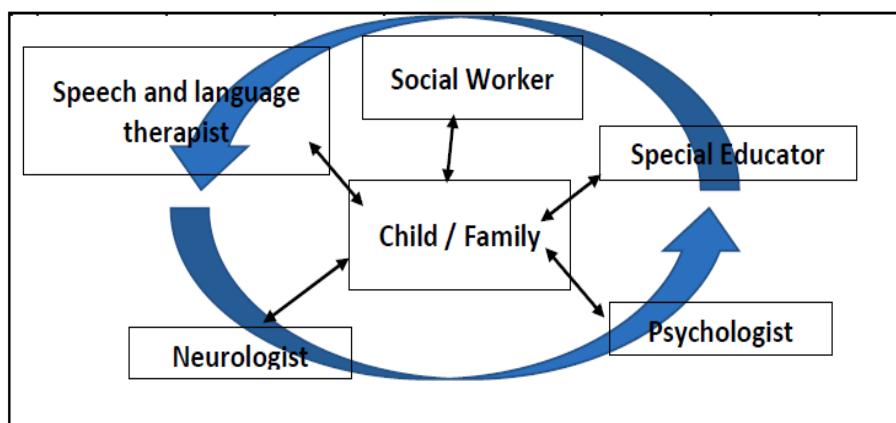 Speech and language
therapist
Social Worker
Special Educator
Child / Family
Neurologist
Psychologist